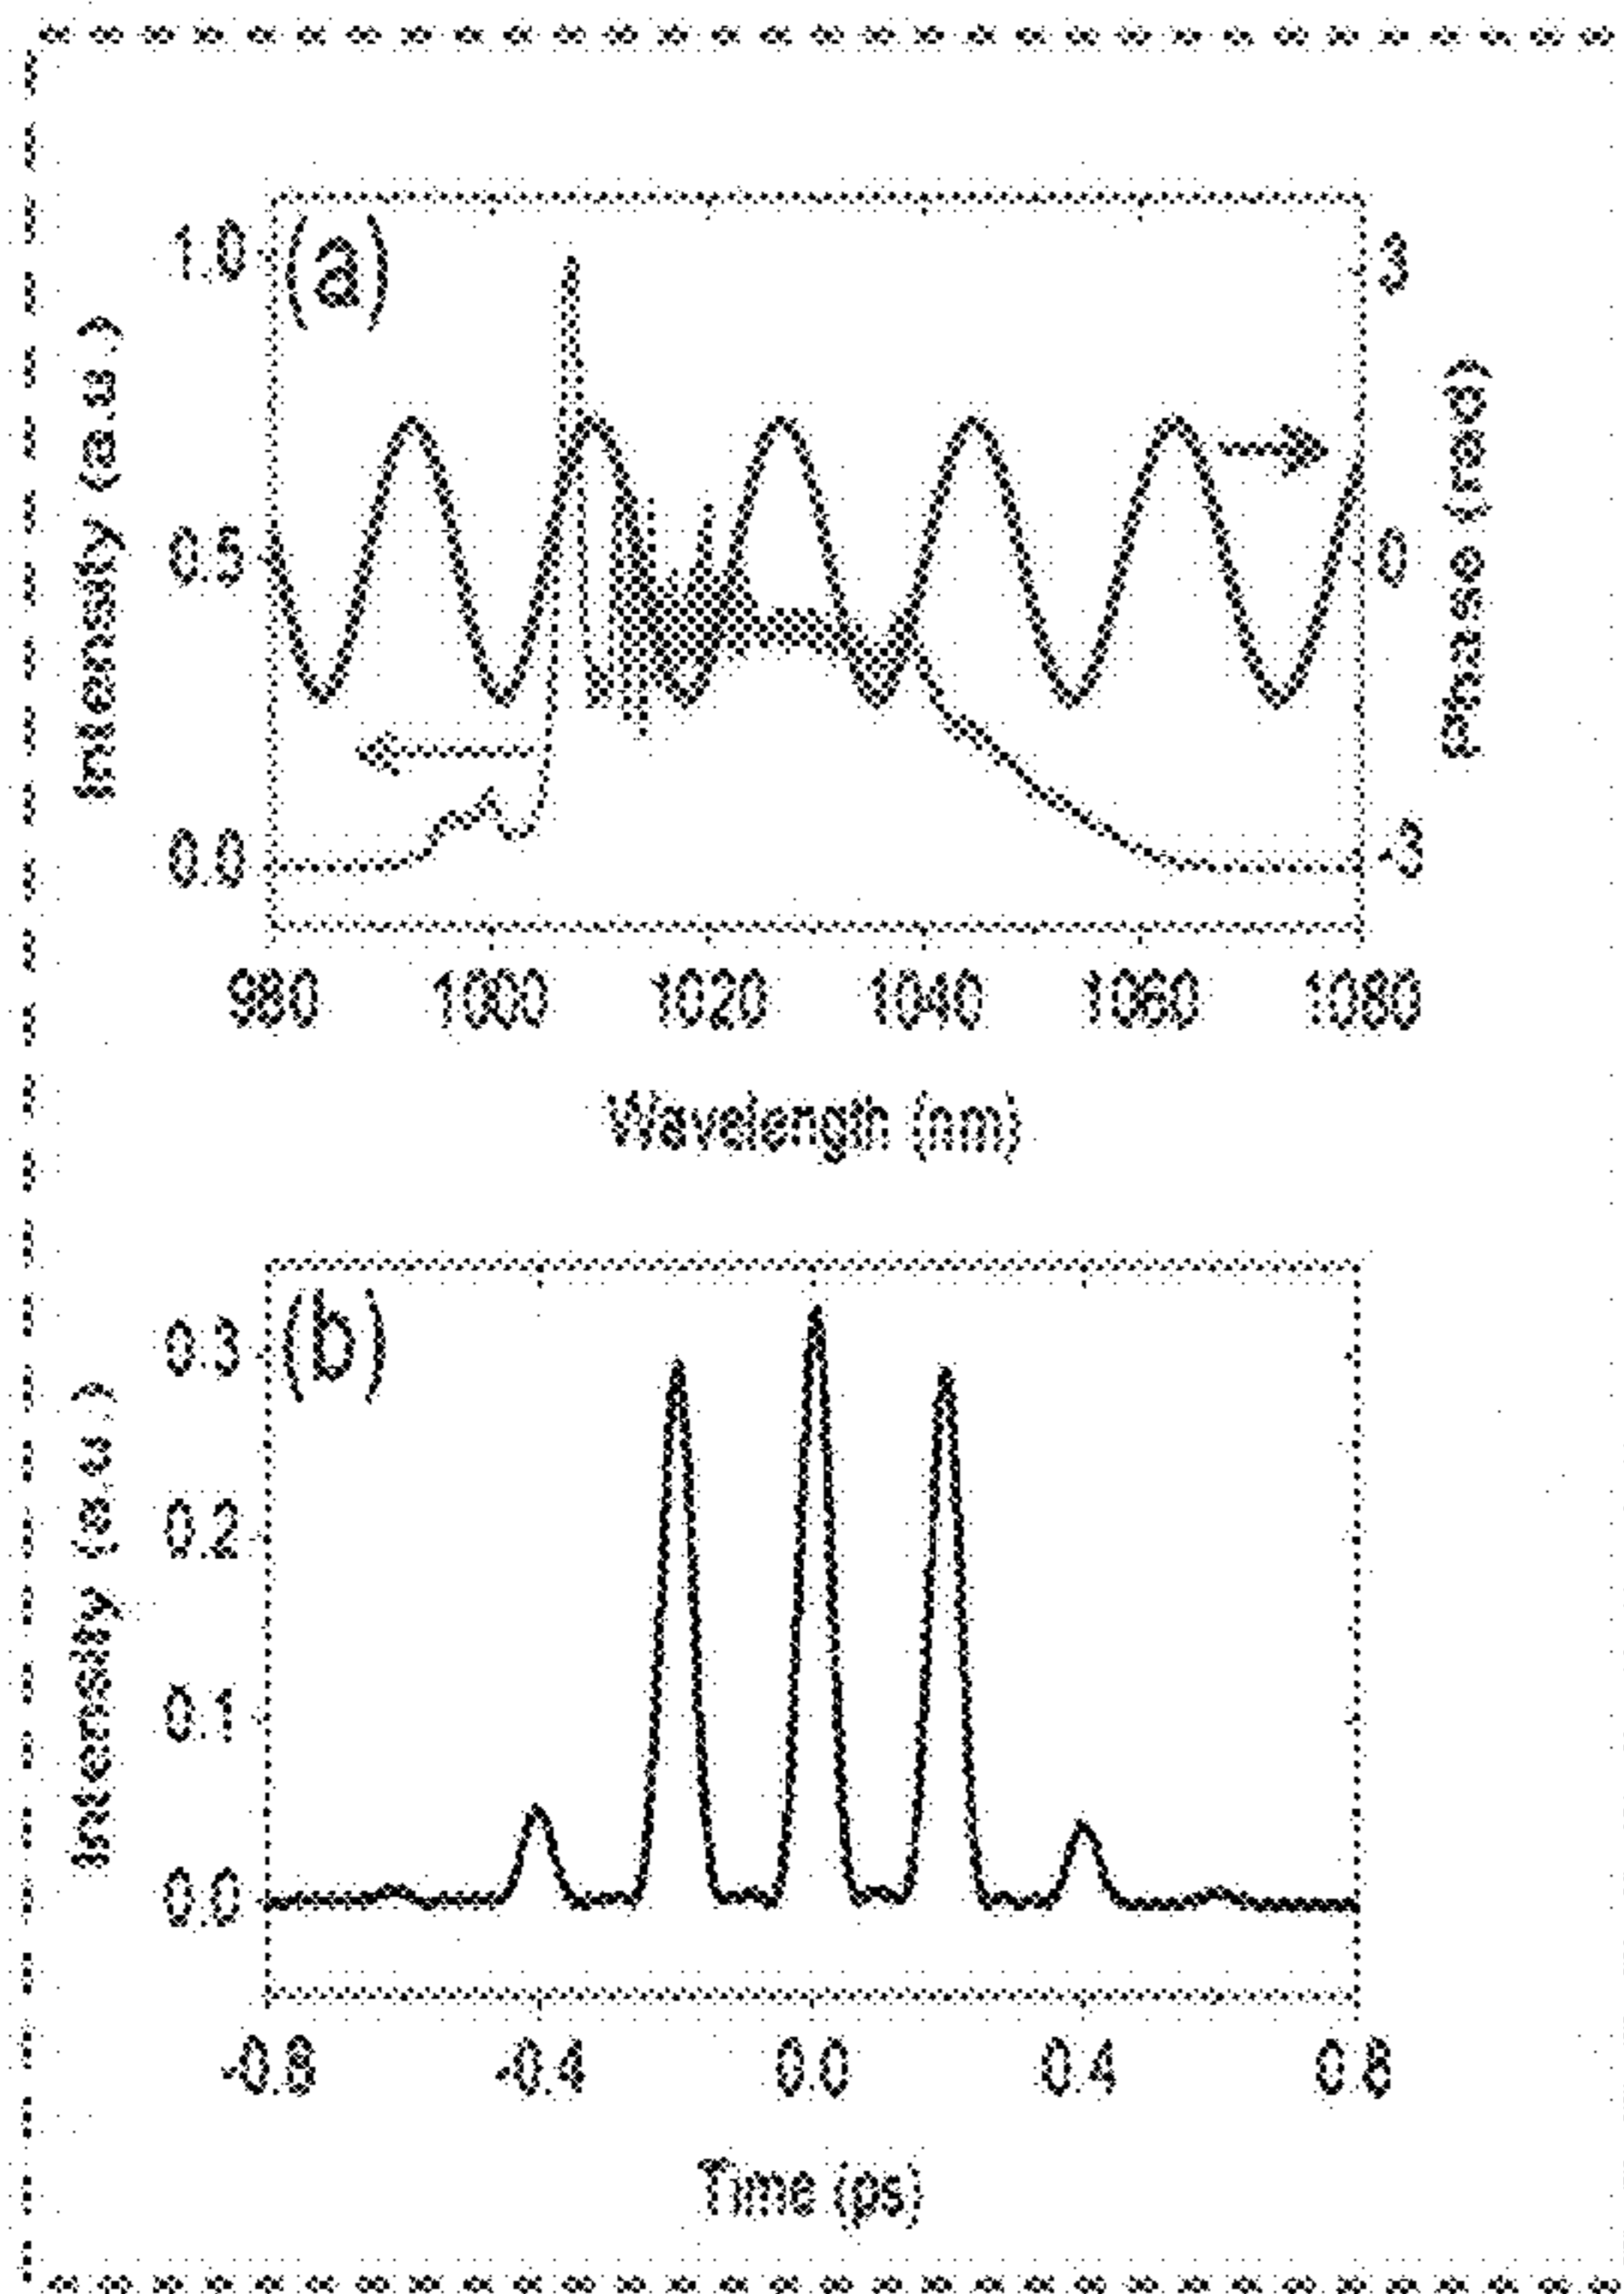 (a)
Intensity (a.u.)
1.0
0.5
0.0
3
0
-3
Phase (rad)
980 1000 1020 1040 1060 1080
Wavelength (nm)
(b)
Intensity (a.u.)
0.3
0.2
0.1
0.0
-0.8 -0.4 0.0 0.4 0.8
Time (ps)